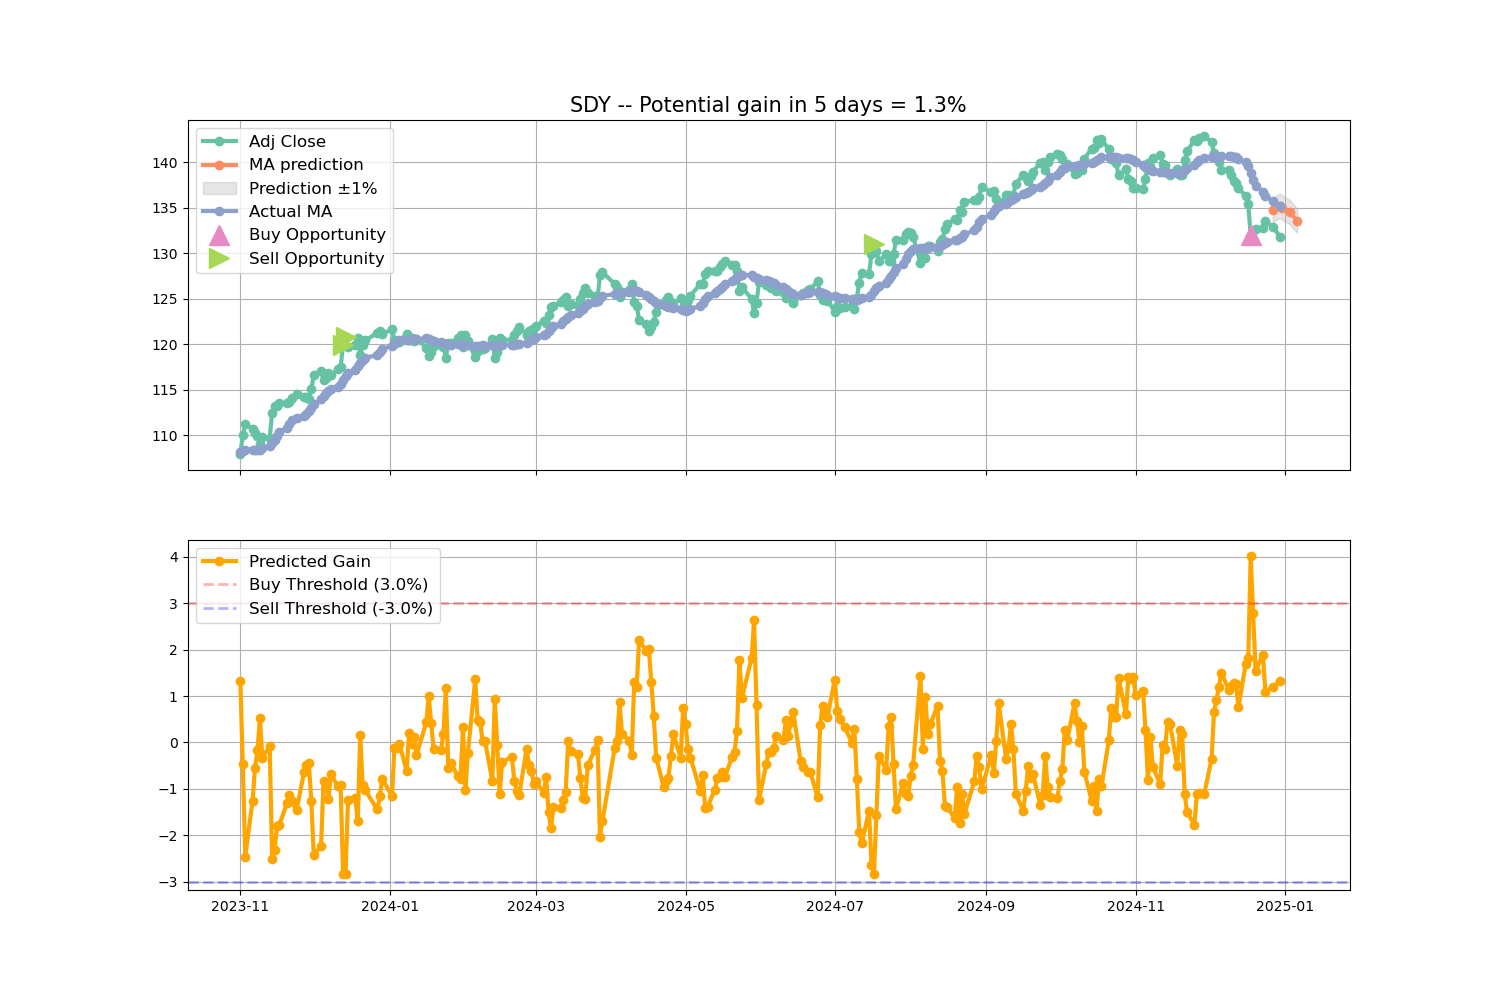 SDY -- Potential gain in 5 days = 1.3%
Adj Close
MA prediction
Prediction ±1%
Actual MA
Buy Opportunity
Sell Opportunity
140
135
130
125
120
115
110
Predicted Gain
Buy Threshold (3.0%)
Sell Threshold (-3.0%)
4
3
2
1
0
−1
−2
−3
2023-11 2024-01 2024-03 2024-05 2024-07 2024-09 2024-11 2025-01